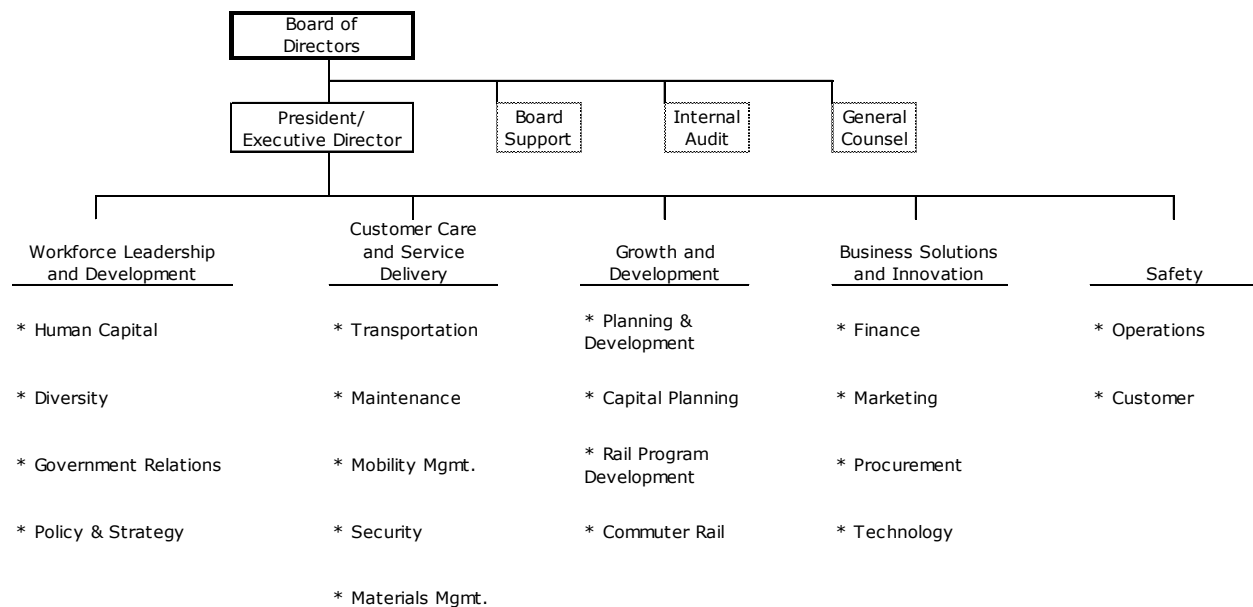 Board of
Directors
President/
Executive Director
Board
Support
Internal
Audit
General
Counsel
Workforce Leadership
and Development
Customer Care
and Service
Delivery
Growth and
Development
Business Solutions
and Innovation
Safety
* Human Capital
* Transportation
* Planning &
Development
* Finance
* Operations
* Diversity
* Maintenance
* Capital Planning
* Marketing
* Customer
* Government Relations
* Mobility Mgmt.
* Rail Program
Development
* Procurement
* Policy & Strategy
* Security
* Commuter Rail
* Technology
* Materials Mgmt.